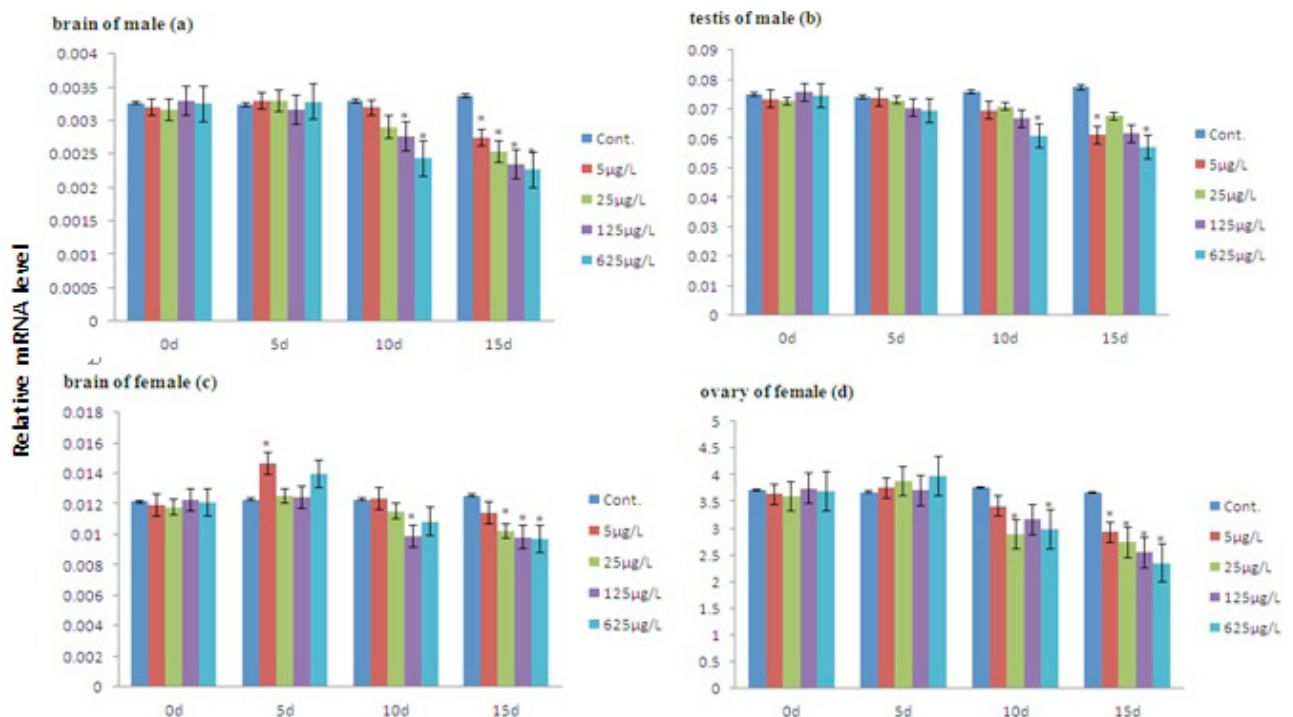 brain of male (a)
0.004
0.0035
0.003
0.0025
0.002
0.0015
0.001
0.0005
0
0d 5d 10d 15d
* * * * * *
Cont.
5µg/L
25µg/L
125µg/L
625µg/L
testis of male (b)
0.09
0.08
0.07
0.06
0.05
0.04
0.03
0.02
0.01
0
0d 5d 10d 15d
* * * *
Cont.
5µg/L
25µg/L
125µg/L
625µg/L
Relative mRNA level
brain of female (c)
0.018
0.016
0.014
0.012
0.01
0.008
0.006
0.004
0.002
0
0d 5d 10d 15d
* * * * *
Cont.
5µg/L
25µg/L
125µg/L
625µg/L
ovary of female (d)
5
4.5
4
3.5
3
2.5
2
1.5
1
0.5
0
0d 5d 10d 15d
* * * * * *
Cont.
5µg/L
25µg/L
125µg/L
625µg/L